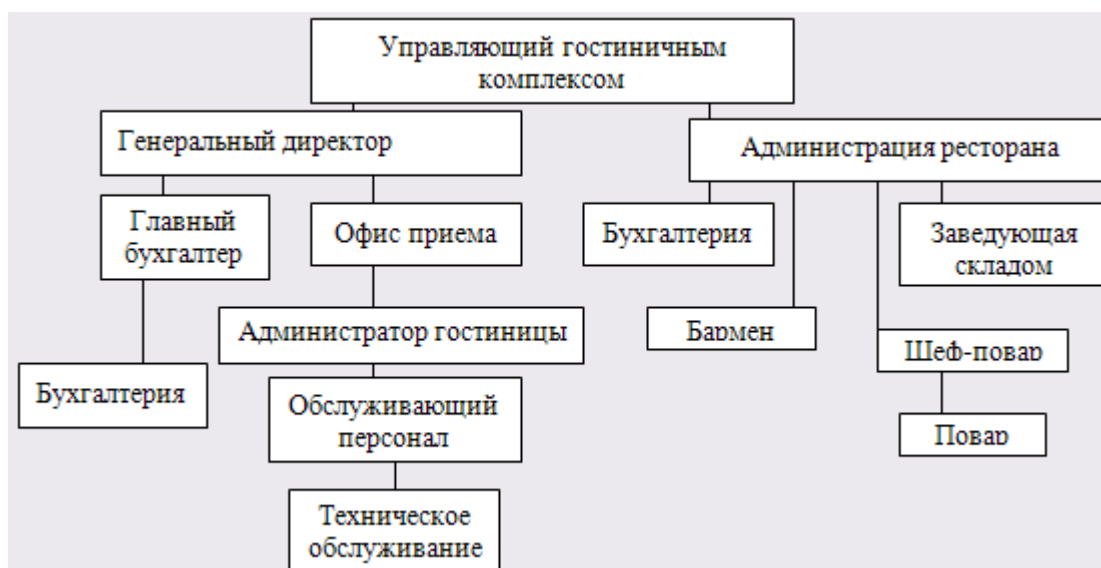 Управляющий гостиничным
комплексом
Генеральный директор
Администрация ресторана
Главный
бухгалтер
Офис приема
Бухгалтерия
Заведующая
складом
Администратор гостиницы
Бармен
Шеф-повар
Бухгалтерия
Обслуживающий
персонал
Повар
Техническое
обслуживание